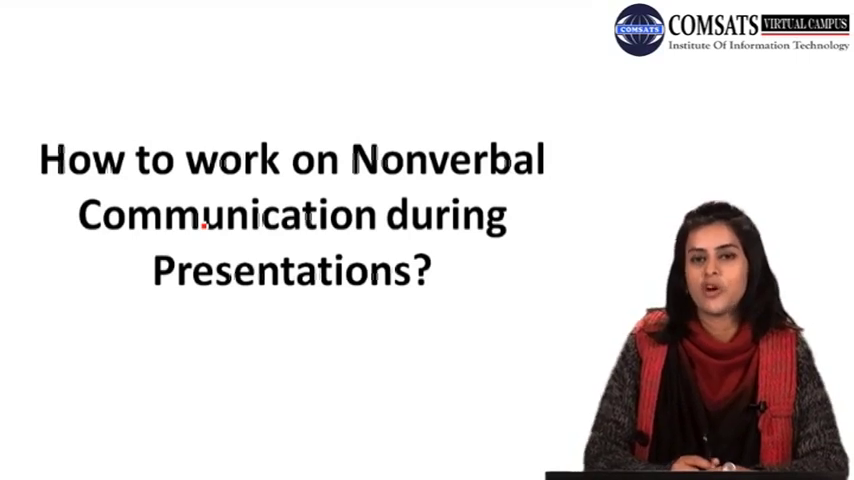 COMSATS VIRTUAL CAMPUS
COMSATS
Institute Of Information Technology
How to work on Nonverbal
Communication during
Presentations?